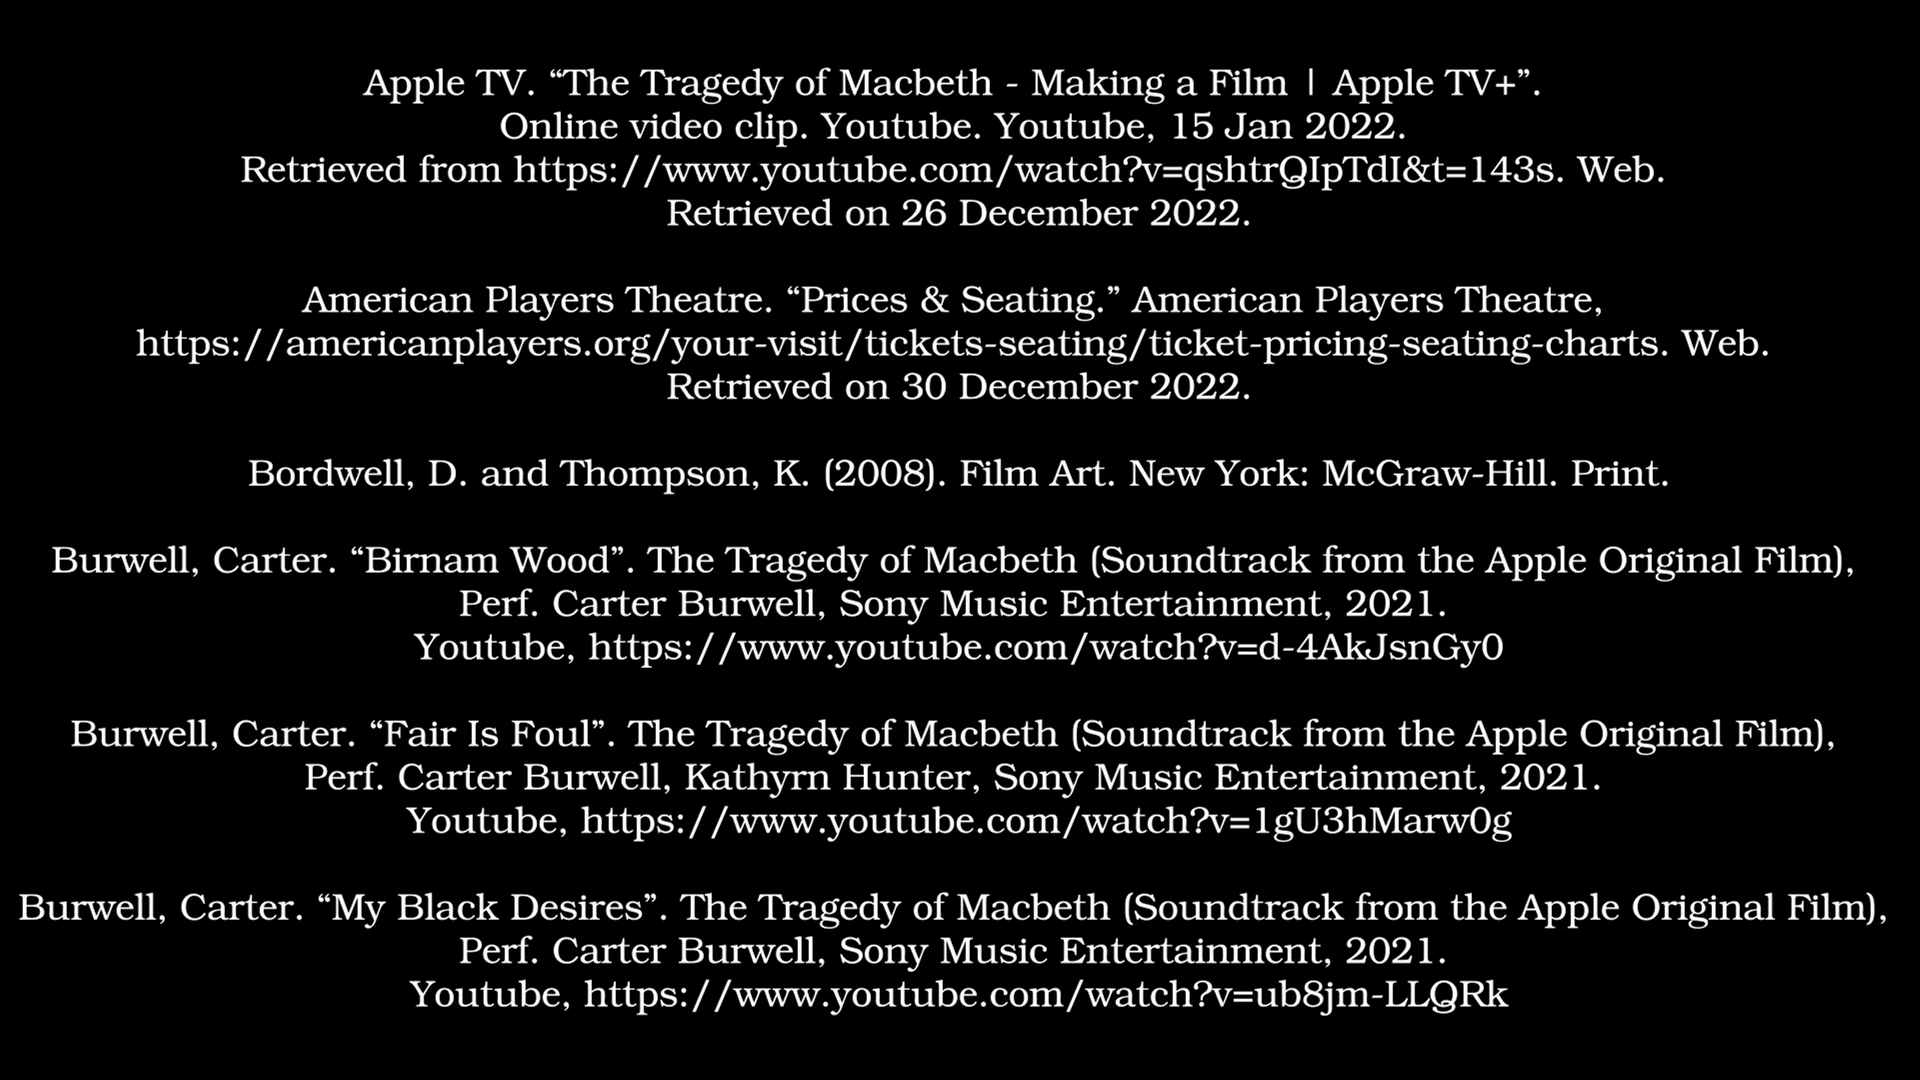 Apple TV. “The Tragedy of Macbeth - Making a Film | Apple TV+”.
Online video clip. Youtube. Youtube, 15 Jan 2022.
Retrieved from https://www.youtube.com/watch?v=qshtrQIpTdI&t=143s. Web.
Retrieved on 26 December 2022.
American Players Theatre. “Prices & Seating.” American Players Theatre,
https://americanplayers.org/your-visit/tickets-seating/ticket-pricing-seating-charts. Web.
Retrieved on 30 December 2022.
Bordwell, D. and Thompson, K. (2008). Film Art. New York: McGraw-Hill. Print.
Burwell, Carter. “Birnam Wood”. The Tragedy of Macbeth (Soundtrack from the Apple Original Film),
Perf. Carter Burwell, Sony Music Entertainment, 2021.
Youtube, https://www.youtube.com/watch?v=d-4AkJsnGy0
Burwell, Carter. “Fair Is Foul”. The Tragedy of Macbeth (Soundtrack from the Apple Original Film),
Perf. Carter Burwell, Kathyrn Hunter, Sony Music Entertainment, 2021.
Youtube, https://www.youtube.com/watch?v=1gU3hMarw0g
Burwell, Carter. “My Black Desires”. The Tragedy of Macbeth (Soundtrack from the Apple Original Film),
Perf. Carter Burwell, Sony Music Entertainment, 2021.
Youtube, https://www.youtube.com/watch?v=ub8jm-LLQRk